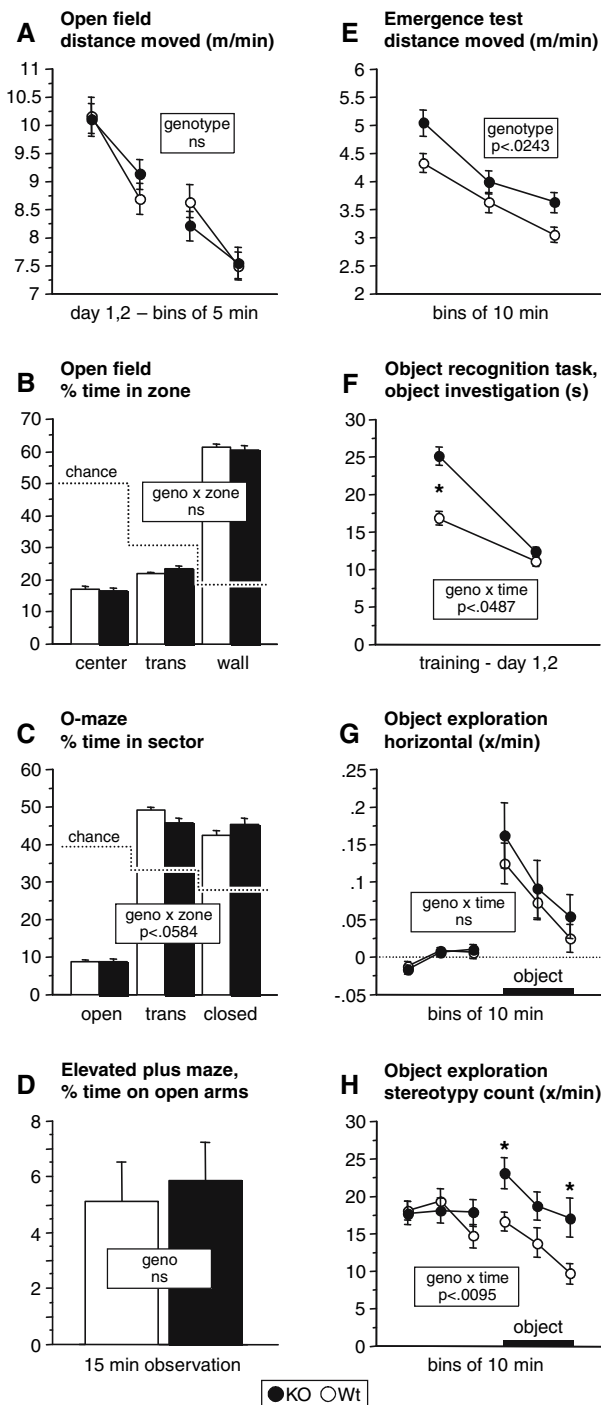 A Open field
distance moved (m/min)
11
10.5
10
9.5
9
8.5
8
7.5
7
genotype
ns
day 1,2 – bins of 5 min
E Emergence test
distance moved (m/min)
6
5.5
5
4.5
4
3.5
3
2.5
2
genotype
p<.0243
bins of 10 min
B Open field
% time in zone
70
60
50
40
30
20
10
0
chance
geno x zone
ns
center trans wall
F Object recognition task,
object investigation (s)
30
25
20
15
10
5
0
*
geno x time
p<.0487
training - day 1,2
C O-maze
% time in sector
60
50
40
30
20
10
0
chance
geno x zone
p<.0584
open trans closed
G Object exploration
horizontal (x/min)
.25
.2
.15
.1
.05
0
-.05
geno x time
ns
object
bins of 10 min
D Elevated plus maze,
% time on open arms
8
6
4
2
0
geno
ns
15 min observation
H Object exploration
stereotypy count (x/min)
30
25
20
15
10
5
0
* *
geno x time
p<.0095
object
bins of 10 min
KO Wt